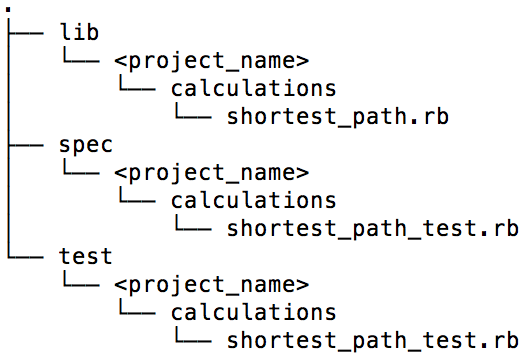 .
├── lib
│   └── <project_name>
│       └── calculations
│           └── shortest_path.rb
├── spec
│   └── <project_name>
│       └── calculations
│           └── shortest_path_test.rb
└── test
    └── <project_name>
        └── calculations
            └── shortest_path_test.rb